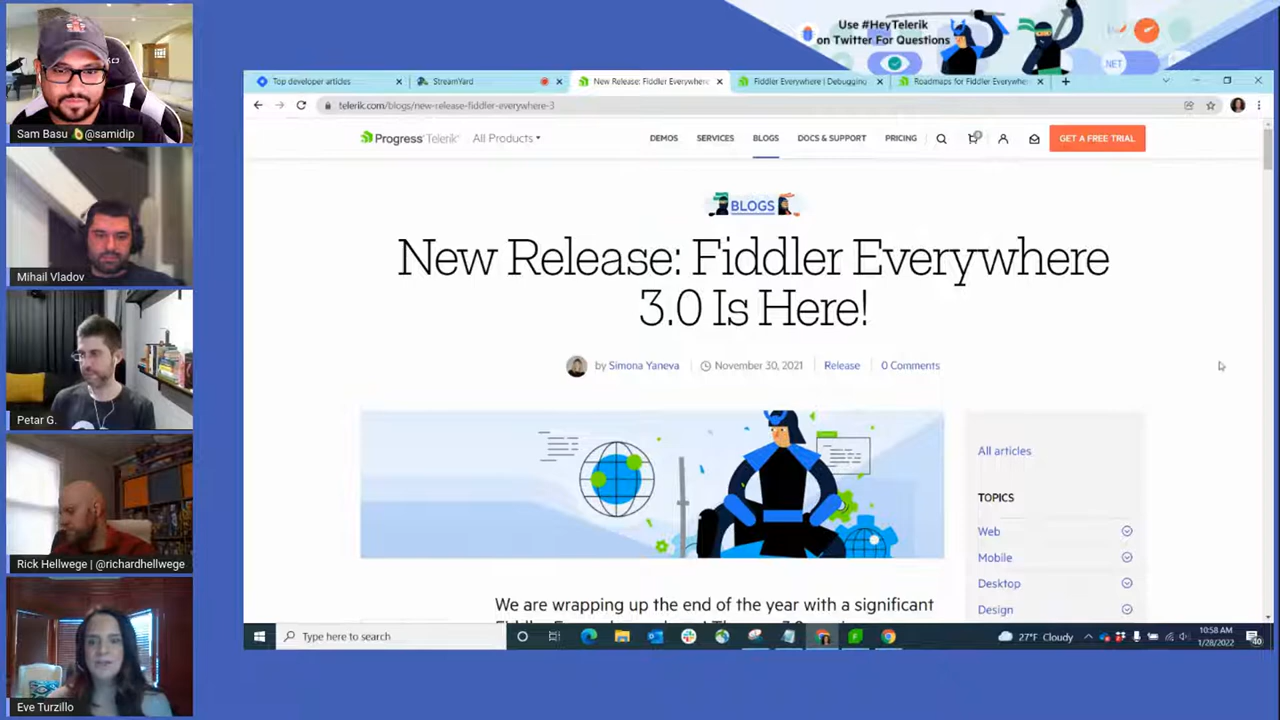 Sam Basu 🥑@samidip
Mihail Vladov
Petar G.
Rick Hellwege | @richardhellwege
Eve Turzillo
Use #HeyTelerik
on Twitter For Questions
.NET
Top developer articles
StreamYard
New Release: Fiddler Everywhere
Fiddler Everywhere | Debugging
Roadmaps for Fiddler Everywhe
telerik.com/blogs/new-release-fiddler-everywhere-3
Progress Telerik
All Products
DEMOS
SERVICES
BLOGS
DOCS & SUPPORT
PRICING
GET A FREE TRIAL
BLOGS
New Release: Fiddler Everywhere
3.0 Is Here!
by Simona Yaneva
November 30, 2021
Release
0 Comments
All articles
TOPICS
Web
Mobile
Desktop
Design
We are wrapping up the end of the year with a significant
Type here to search
27°F Cloudy
10:58 AM
1/28/2022